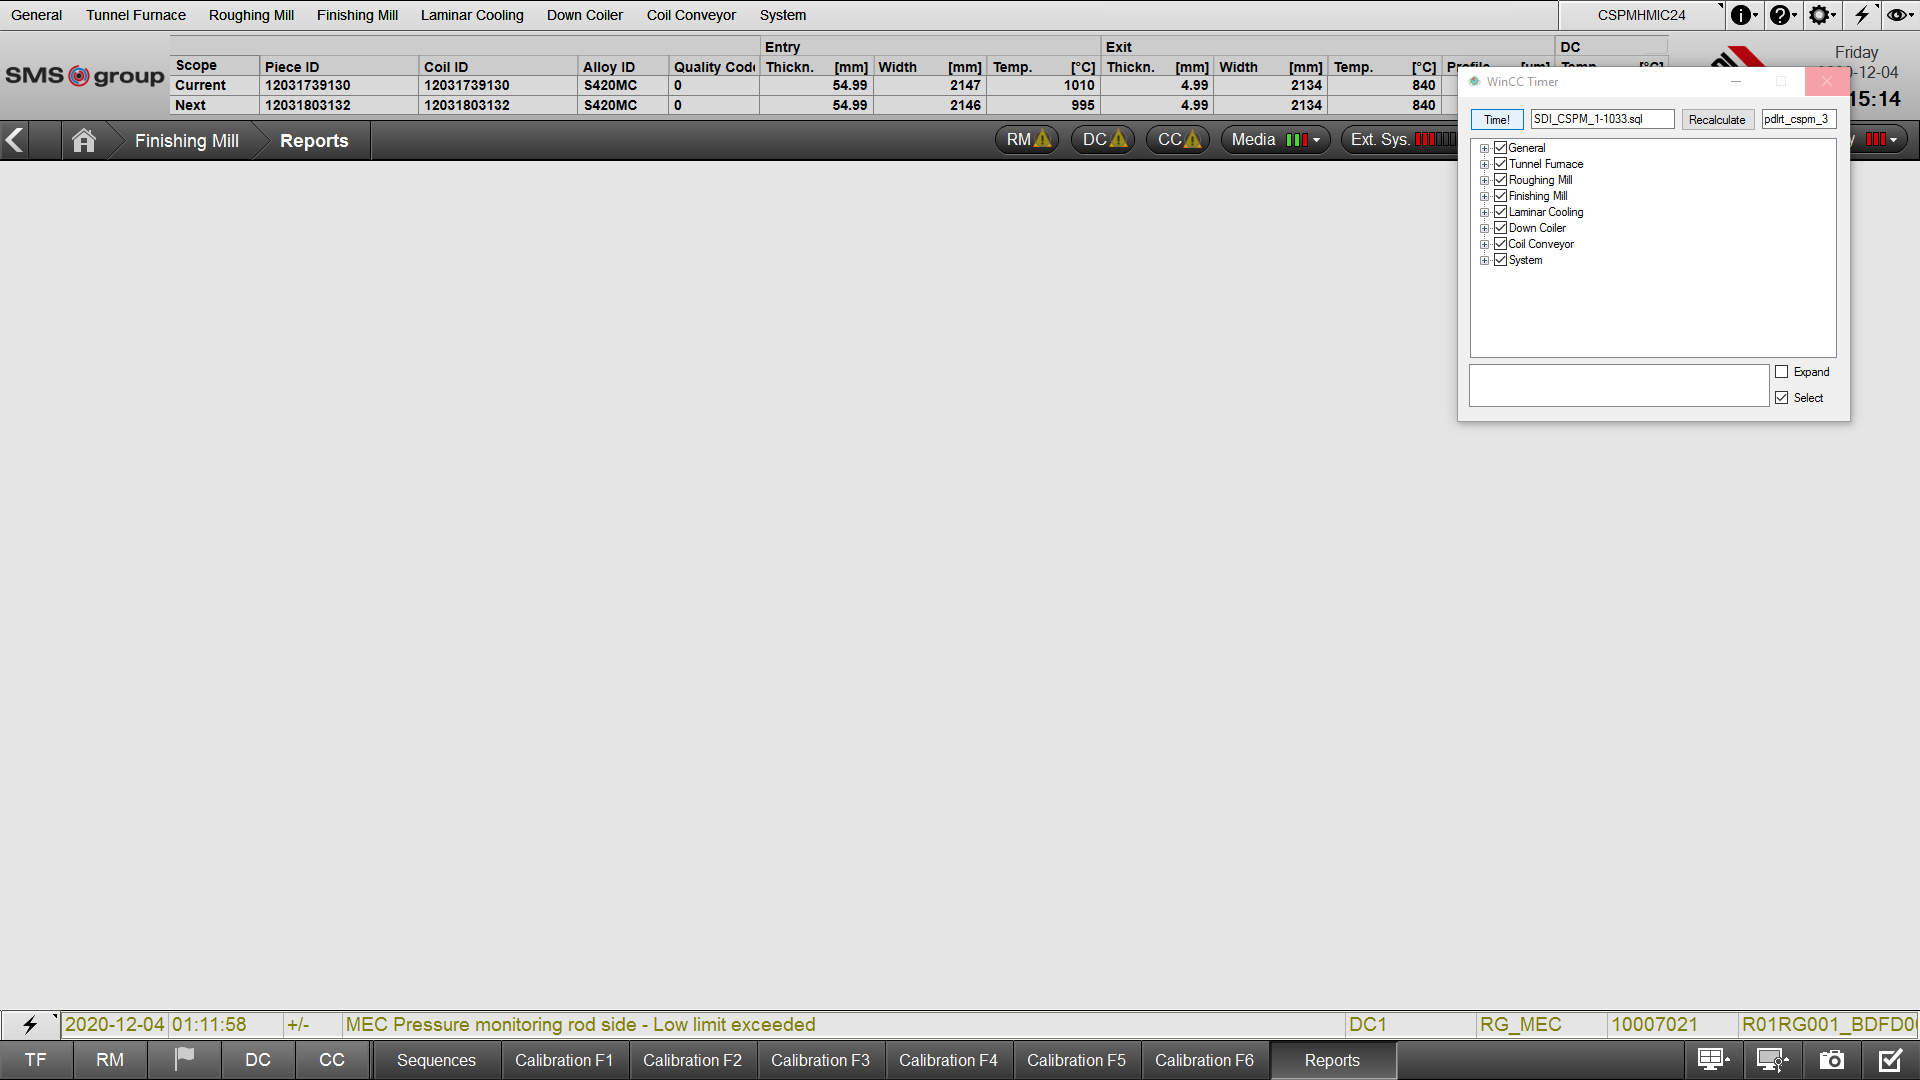 General Tunnel Furnace Roughing Mill Finishing Mill Laminar Cooling Down Coiler Coil Conveyor System CSPMHMIC24
SMS group
Entry Exit DC
Scope Piece ID Coil ID Alloy ID Quality Code Thickn. [mm] Width [mm] Temp. [°C] Thickn. [mm] Width [mm] Temp. [°C]
Current 12031739130 12031739130 S420MC 0 54.99 2147 1010 4.99 2134 840
Next 12031803132 12031803132 S420MC 0 54.99 2146 995 4.99 2134 840
Friday
-12-04
15:14
Finishing Mill Reports RM DC CC Media Ext. Sys.
WinCC Timer
Time! SDI_CSPM_1-1033.sql Recalculate pdlrt_cspm_3
General
Tunnel Furnace
Roughing Mill
Finishing Mill
Laminar Cooling
Down Coiler
Coil Conveyor
System
Expand
Select
2020-12-04 01:11:58 +/- MEC Pressure monitoring rod side - Low limit exceeded DC1 RG_MEC 10007021 R01RG001_BDFD0
TF RM DC CC Sequences Calibration F1 Calibration F2 Calibration F3 Calibration F4 Calibration F5 Calibration F6 Reports